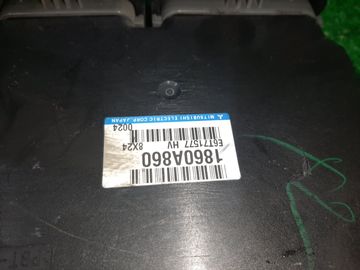 1860A860
E6T71577 HV 8X24
0024
MITSUBISHI ELECTRIC CORP. JAPAN